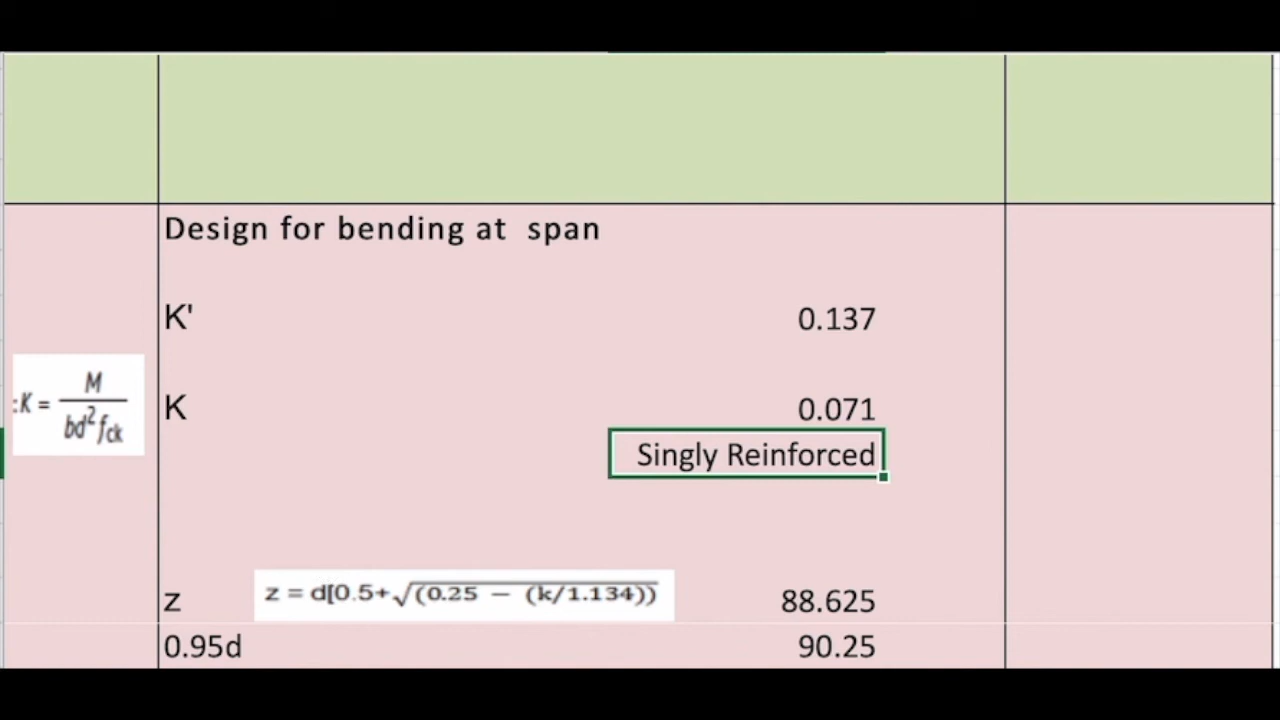 Design for bending at span
K' 0.137
:K = M / bd²fck
K 0.071
Singly Reinforced
z z = d[0.5+√(0.25 − (k/1.134)) 88.625
0.95d 90.25